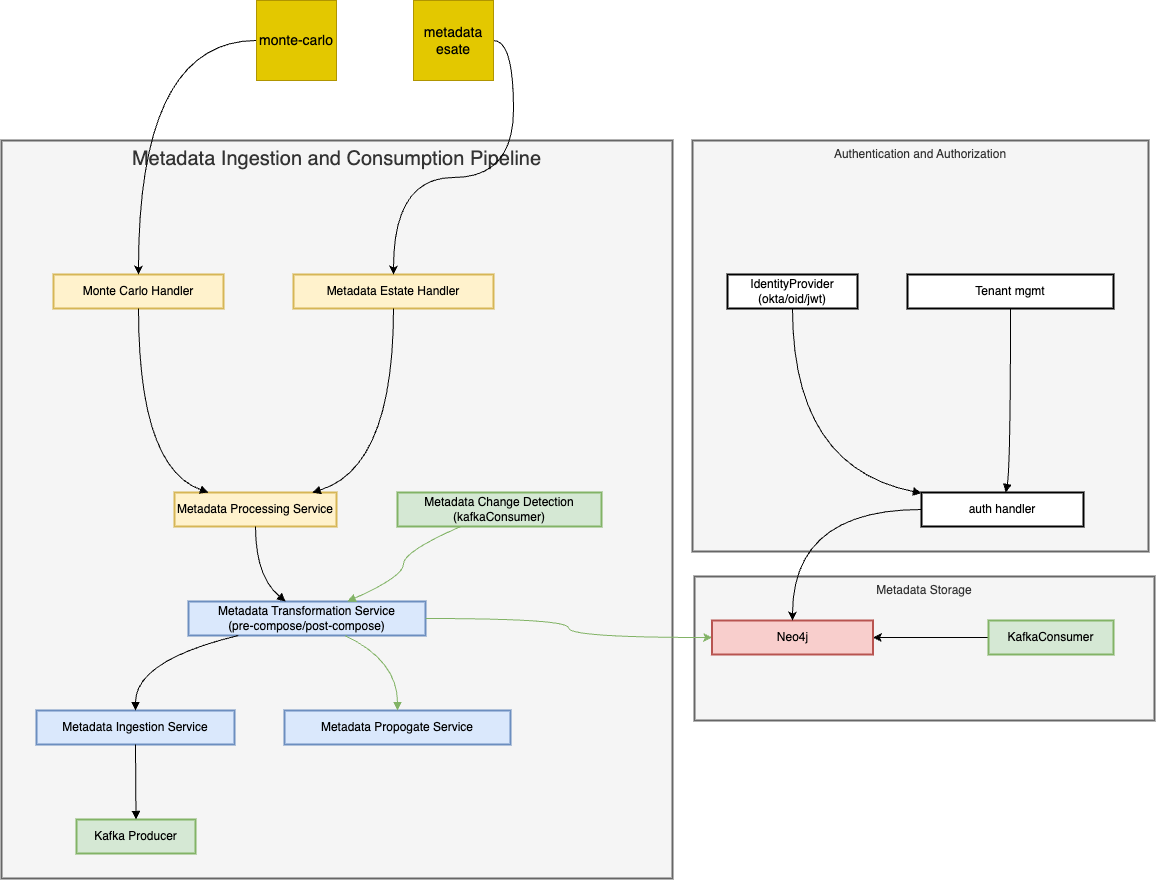 monte-carlo
metadata
esate
Metadata Ingestion and Consumption Pipeline
Monte Carlo Handler
Metadata Estate Handler
Metadata Processing Service
Metadata Change Detection
(kafkaConsumer)
Metadata Transformation Service
(pre-compose/post-compose)
Metadata Ingestion Service
Metadata Propogate Service
Kafka Producer
Authentication and Authorization
IdentityProvider
(okta/oid/jwt)
Tenant mgmt
auth handler
Metadata Storage
Neo4j
KafkaConsumer